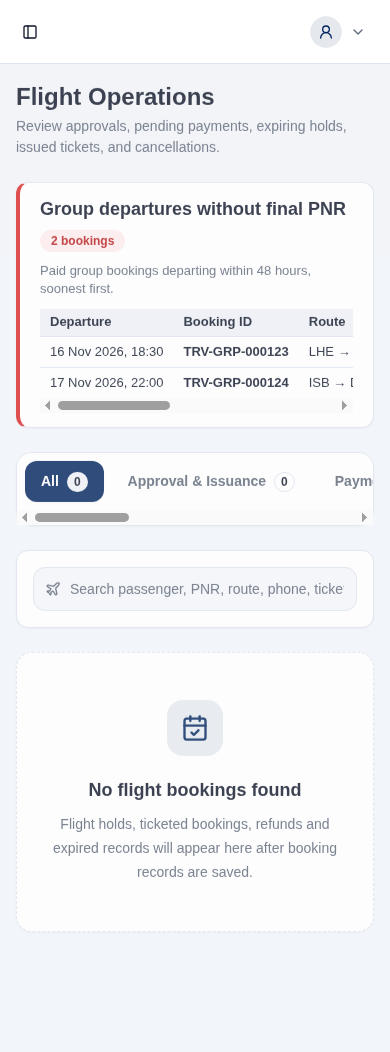 Flight Operations
Review approvals, pending payments, expiring holds,
issued tickets, and cancellations.
Group departures without final PNR
2 bookings
Paid group bookings departing within 48 hours,
soonest first.
Departure Booking ID Route
16 Nov 2026, 18:30 TRV-GRP-000123 LHE →
17 Nov 2026, 22:00 TRV-GRP-000124 ISB →
All 0 Approval & Issuance 0
Search passenger, PNR, route, phone,
No flight bookings found
Flight holds, ticketed bookings, refunds and
expired records will appear here after booking
records are saved.